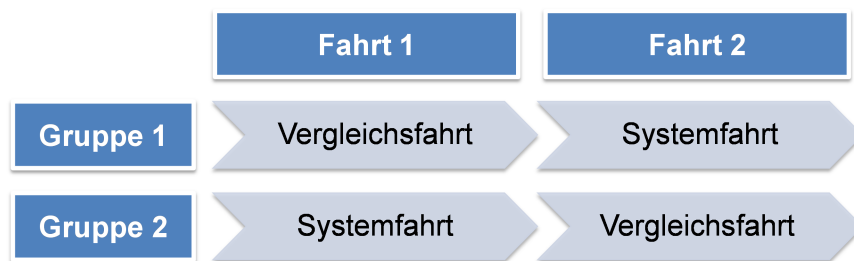 Fahrt 1 Fahrt 2
Gruppe 1 Vergleichsfahrt Systemfahrt
Gruppe 2 Systemfahrt Vergleichsfahrt